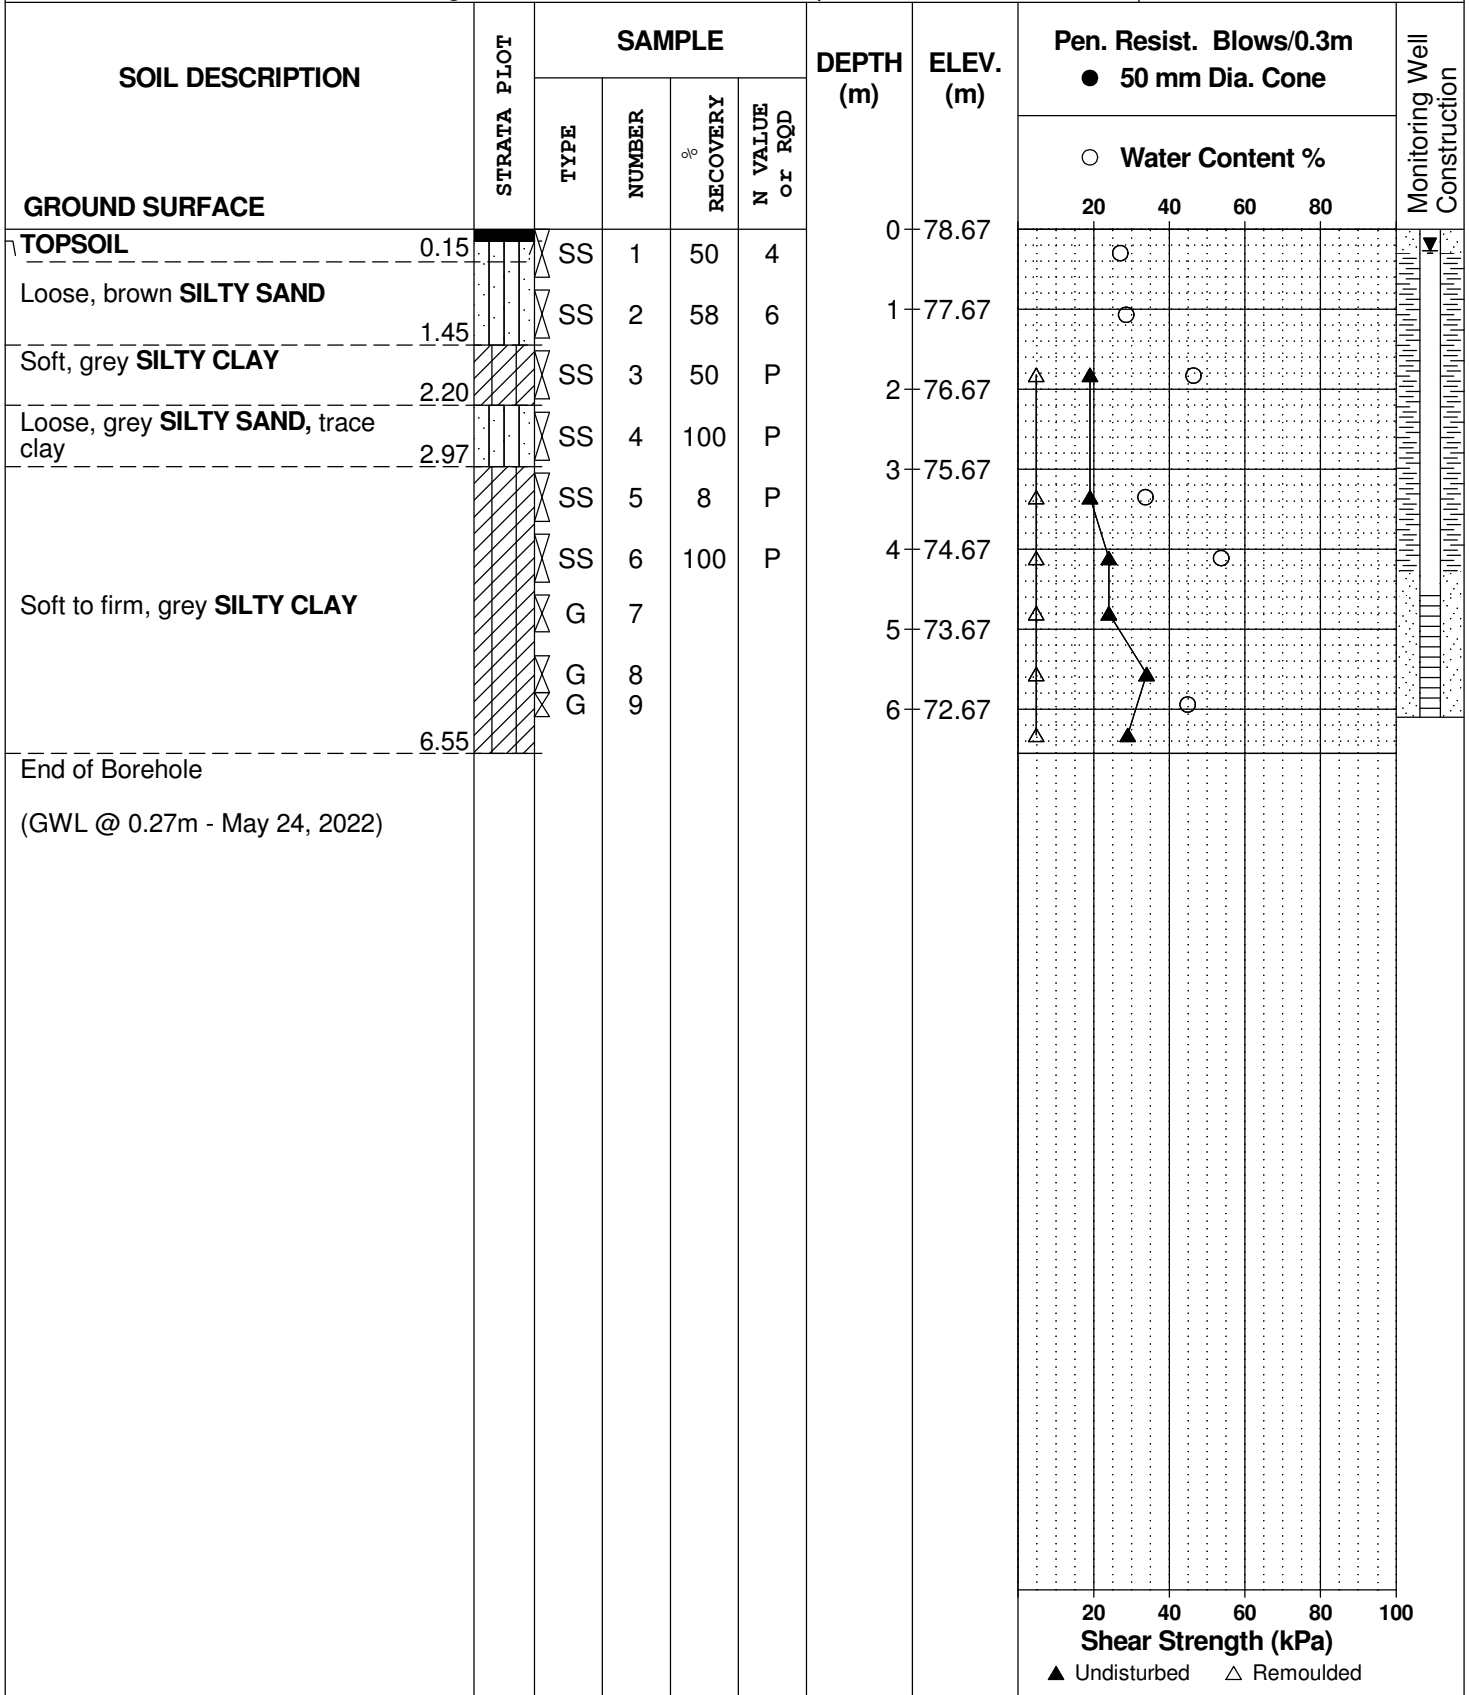 SOIL DESCRIPTION
GROUND SURFACE
STRATA PLOT
SAMPLE
TYPE
NUMBER
% RECOVERY
N VALUE or RQD
DEPTH (m)
ELEV. (m)
Pen. Resist. Blows/0.3m
● 50 mm Dia. Cone
○ Water Content %
20 40 60 80
Monitoring Well Construction
TOPSOIL 0.15
Loose, brown SILTY SAND
1.45
Soft, grey SILTY CLAY
2.20
Loose, grey SILTY SAND, trace
clay 2.97
Soft to firm, grey SILTY CLAY
6.55
End of Borehole
(GWL @ 0.27m - May 24, 2022)
SS 1 50 4
SS 2 58 6
SS 3 50 P
SS 4 100 P
SS 5 8 P
SS 6 100 P
G 7
G 8
G 9
0 78.67
1 77.67
2 76.67
3 75.67
4 74.67
5 73.67
6 72.67
20 40 60 80 100
Shear Strength (kPa)
▲ Undisturbed △ Remoulded